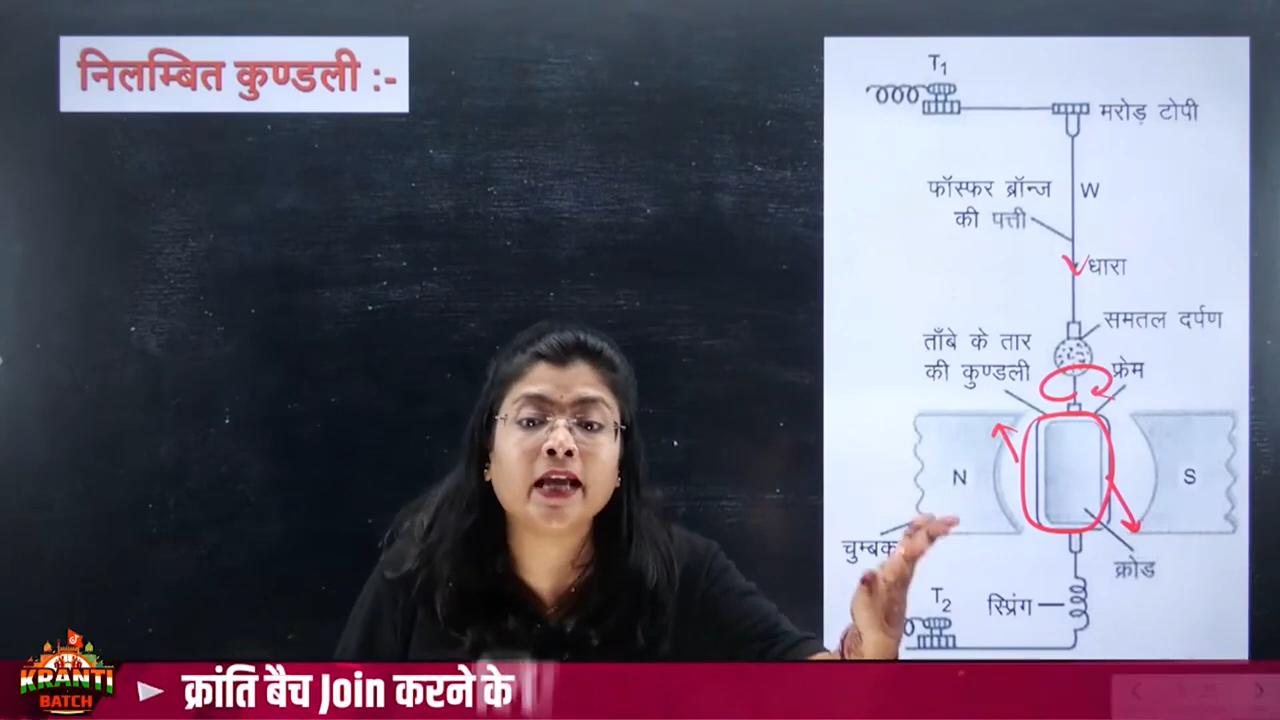 निलम्बित कुण्डली :-
T1
मरोड़ टोपी
फॉस्फर ब्रॉन्ज
की पत्ती
W
धारा
समतल दर्पण
ताँबे के तार
की कुण्डली
फ्रेम
N
S
चुम्बक
क्रोड
T2
स्प्रिंग
KRANTI
BATCH
क्रांति बैच Join करने के